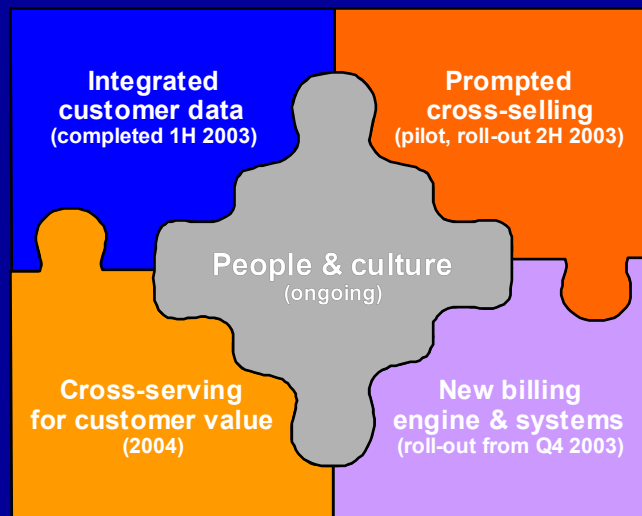 Integrated
customer data
(completed 1H 2003)
Prompted
cross-selling
(pilot, roll-out 2H 2003)
People & culture
(ongoing)
Cross-serving
for customer value
(2004)
New billing
engine & systems
(roll-out from Q4 2003)